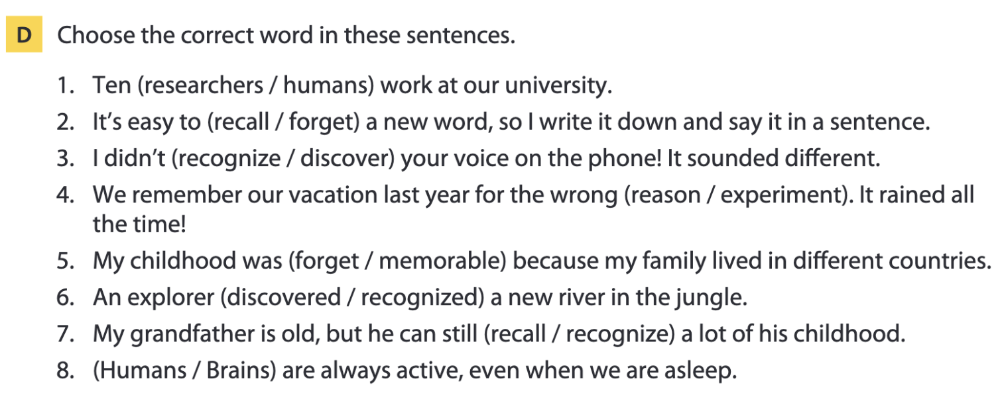 D Choose the correct word in these sentences.
1. Ten (researchers / humans) work at our university.
2. It’s easy to (recall / forget) a new word, so I write it down and say it in a sentence.
3. I didn’t (recognize / discover) your voice on the phone! It sounded different.
4. We remember our vacation last year for the wrong (reason / experiment). It rained all
the time!
5. My childhood was (forget / memorable) because my family lived in different countries.
6. An explorer (discovered / recognized) a new river in the jungle.
7. My grandfather is old, but he can still (recall / recognize) a lot of his childhood.
8. (Humans / Brains) are always active, even when we are asleep.